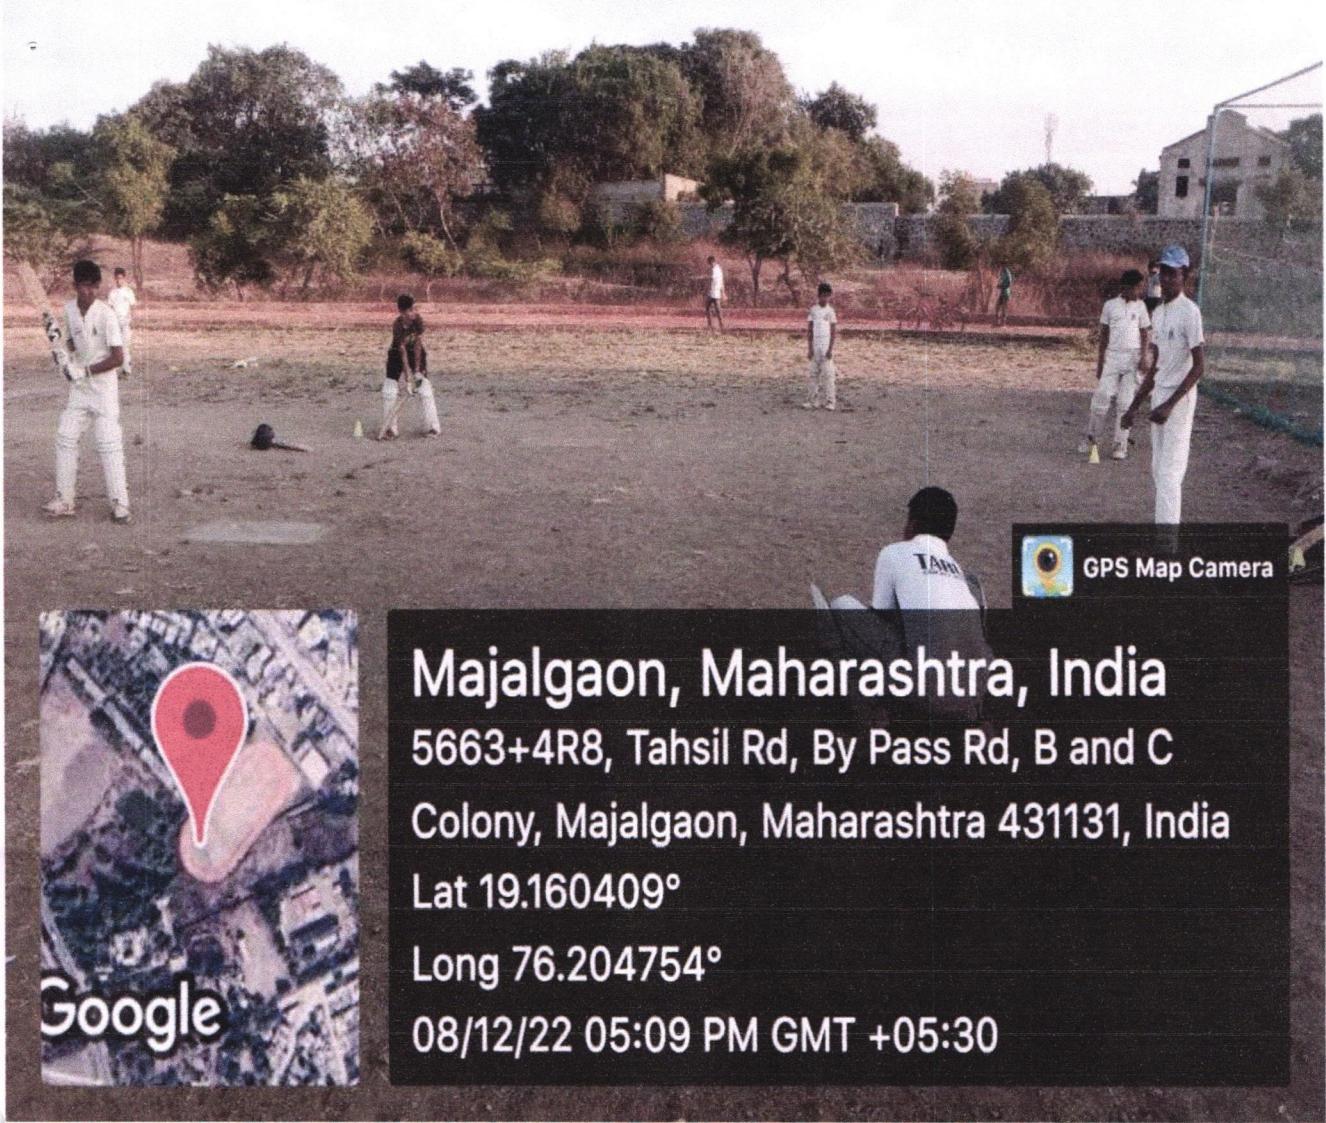 TARI
GPS Map Camera
Majalgaon, Maharashtra, India
5663+4R8, Tahsil Rd, By Pass Rd, B and C
Colony, Majalgaon, Maharashtra 431131, India
Lat 19.160409°
Long 76.204754°
08/12/22 05:09 PM GMT +05:30
Google